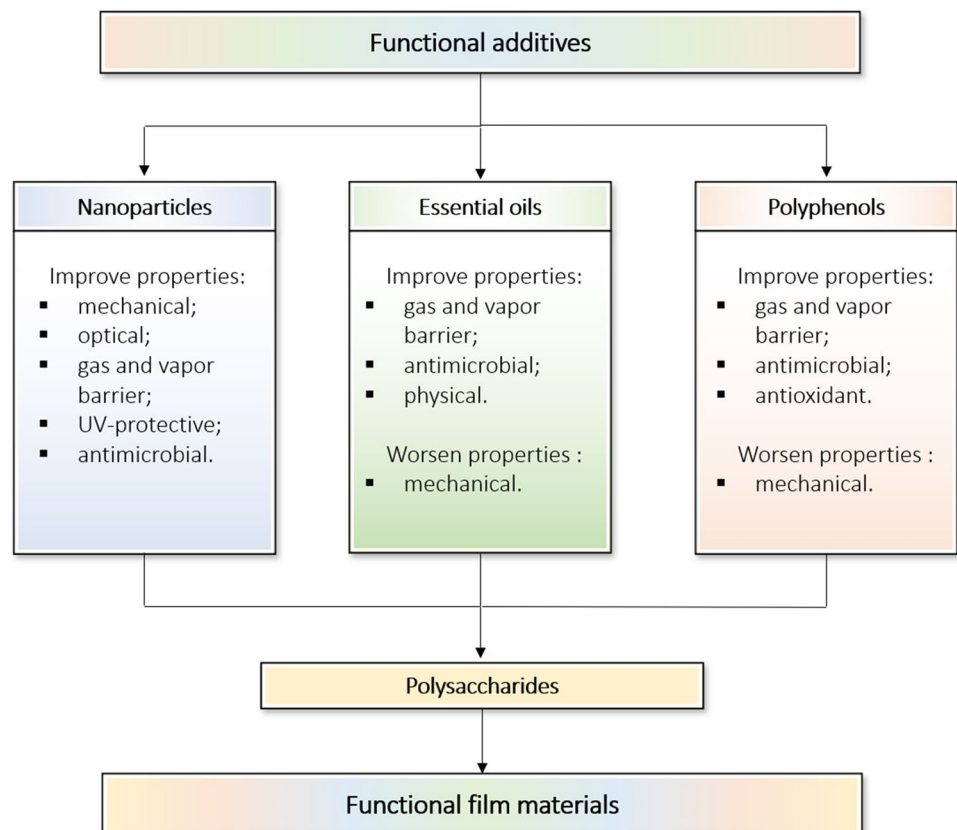 Functional additives
Nanoparticles
Improve properties:
▪ mechanical;
▪ optical;
▪ gas and vapor
barrier;
▪ UV-protective;
▪ antimicrobial.
Essential oils
Improve properties:
▪ gas and vapor
barrier;
▪ antimicrobial;
▪ physical.
Worsen properties :
▪ mechanical.
Polyphenols
Improve properties:
▪ gas and vapor
barrier;
▪ antimicrobial;
▪ antioxidant.
Worsen properties :
▪ mechanical.
Polysaccharides
Functional film materials